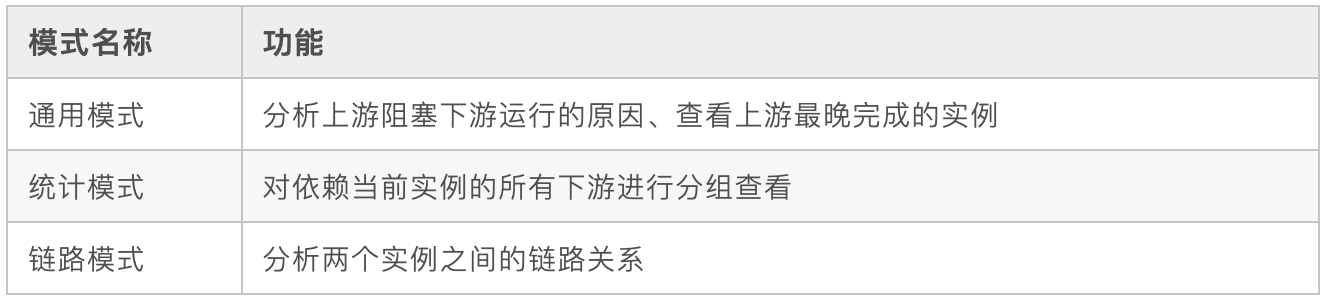 模式名称 功能
通用模式 分析上游阻塞下游运行的原因、查看上游最晚完成的实例
统计模式 对依赖当前实例的所有下游进行分组查看
链路模式 分析两个实例之间的链路关系